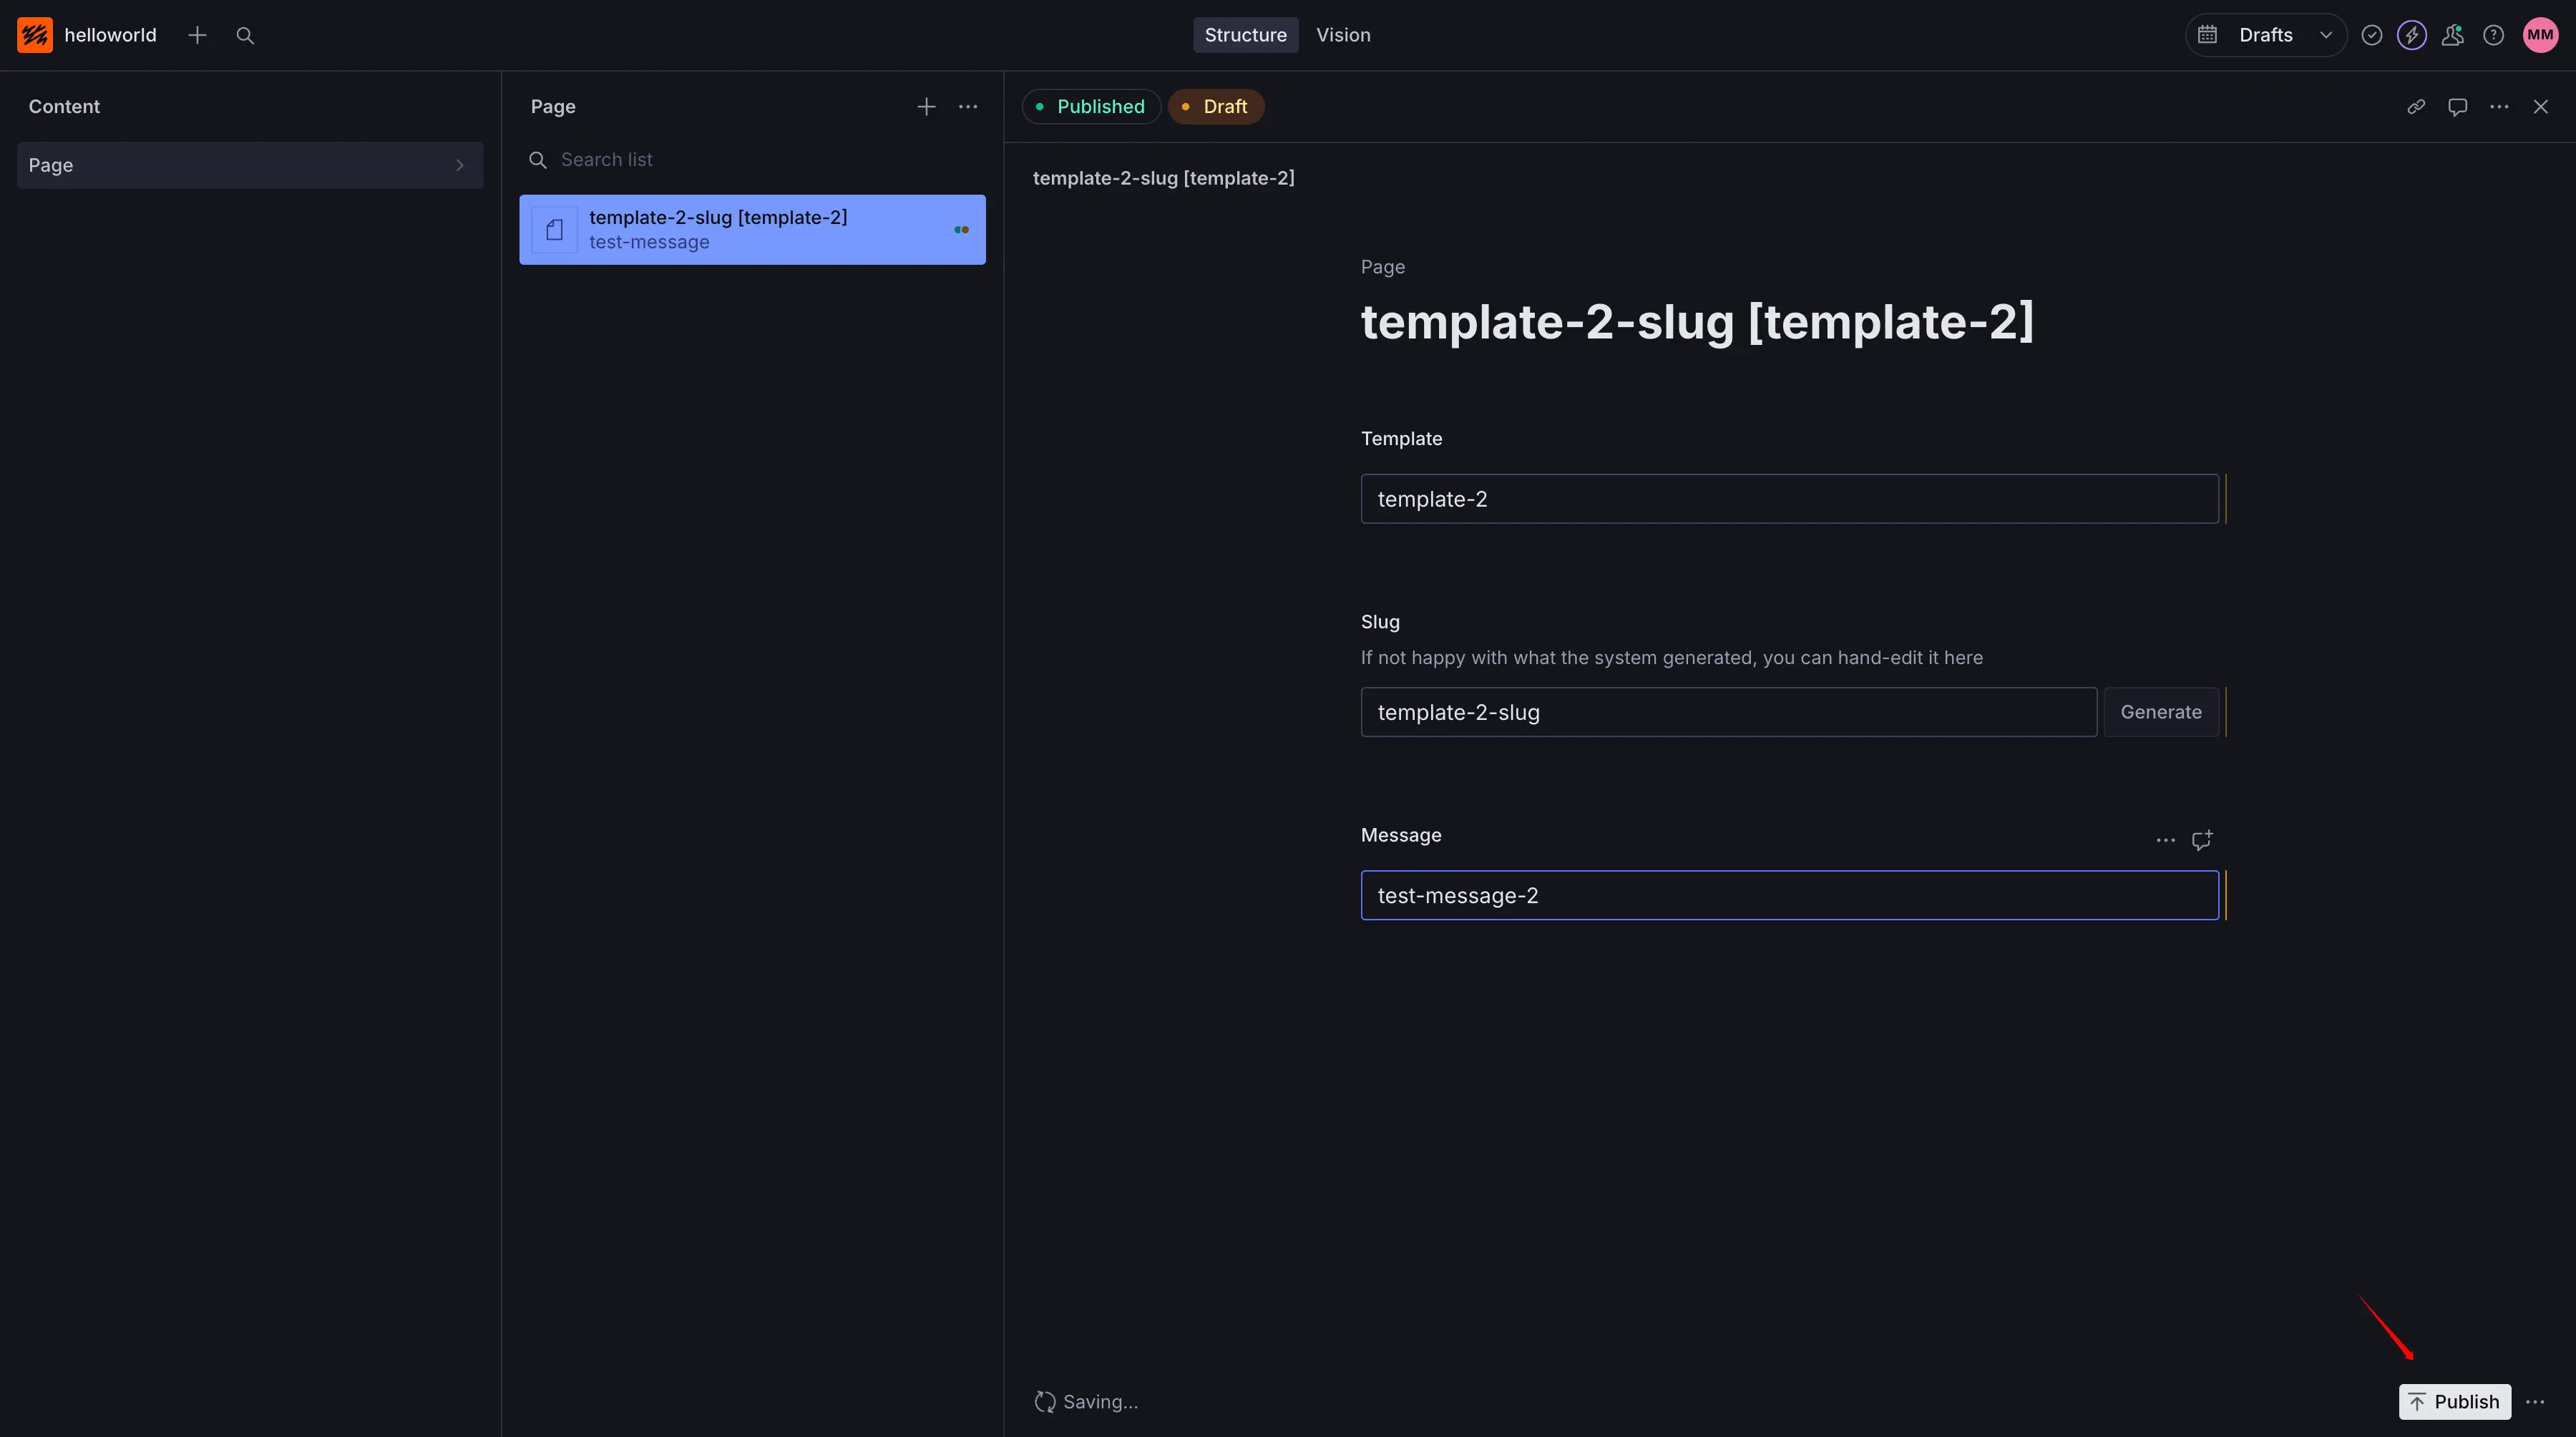 helloworld
Structure
Vision
Drafts
MM
Content
Page
Page
Search list
template-2-slug [template-2]
test-message
Published
Draft
template-2-slug [template-2]
Page
template-2-slug [template-2]
Template
template-2
Slug
If not happy with what the system generated, you can hand-edit it here
template-2-slug
Generate
Message
test-message-2
Saving...
Publish